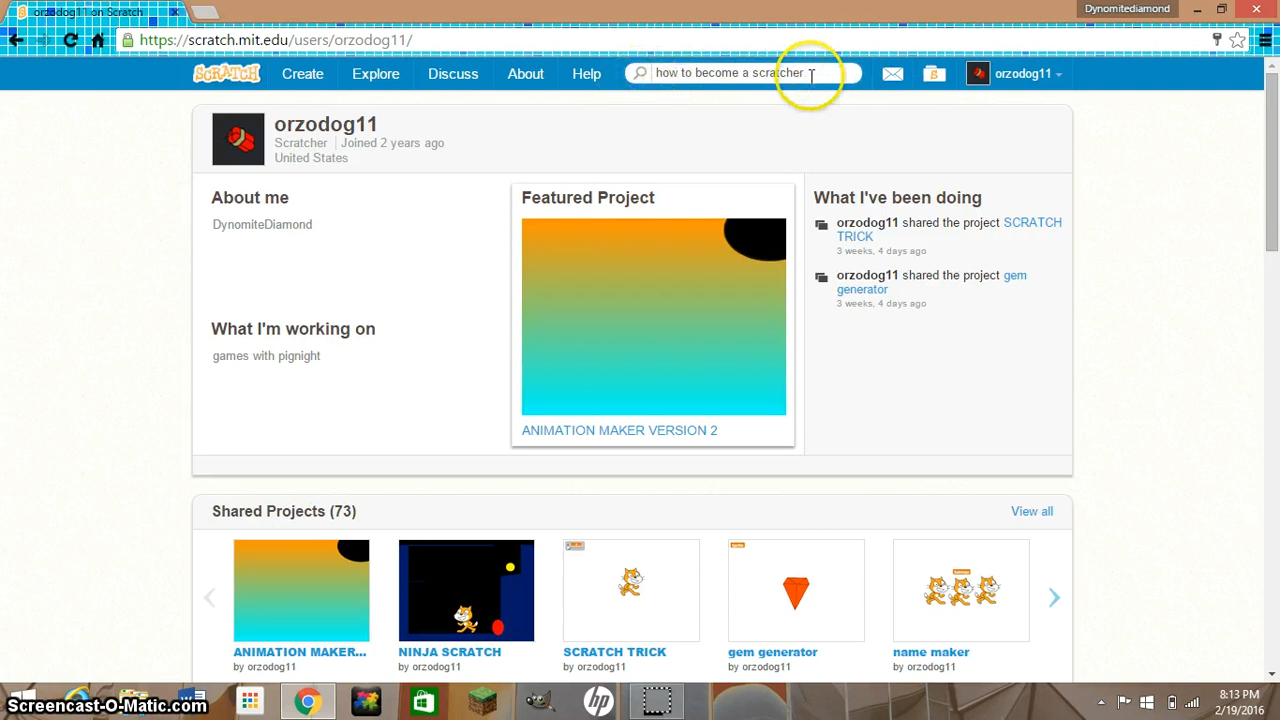 orzodog11 on Scratch
Dynomitediamond
https://scratch.mit.edu/users/orzodog11/
SCRATCH
Create
Explore
Discuss
About
Help
how to become a scratcher
orzodog11
orzodog11
Scratcher | Joined 2 years ago
United States
About me
DynomiteDiamond
What I'm working on
games with pignight
Featured Project
ANIMATION MAKER VERSION 2
What I've been doing
orzodog11 shared the project SCRATCH
TRICK
3 weeks, 4 days ago
orzodog11 shared the project gem
generator
3 weeks, 4 days ago
Shared Projects (73)
View all
ANIMATION MAKER...
by orzodog11
NINJA SCRATCH
by orzodog11
SCRATCH TRICK
by orzodog11
gem generator
by orzodog11
name maker
by orzodog11
Screencast-O-Matic.com
8:13 PM
2/19/2016